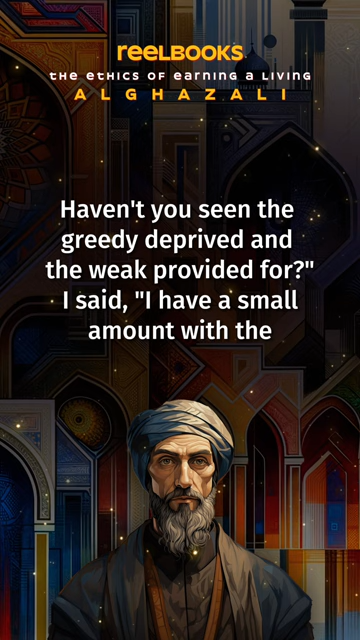 reelbooks
the ethics of earning a living
ALGHAZALI
Haven't you seen the
greedy deprived and
the weak provided for?"
I said, "I have a small
amount with the